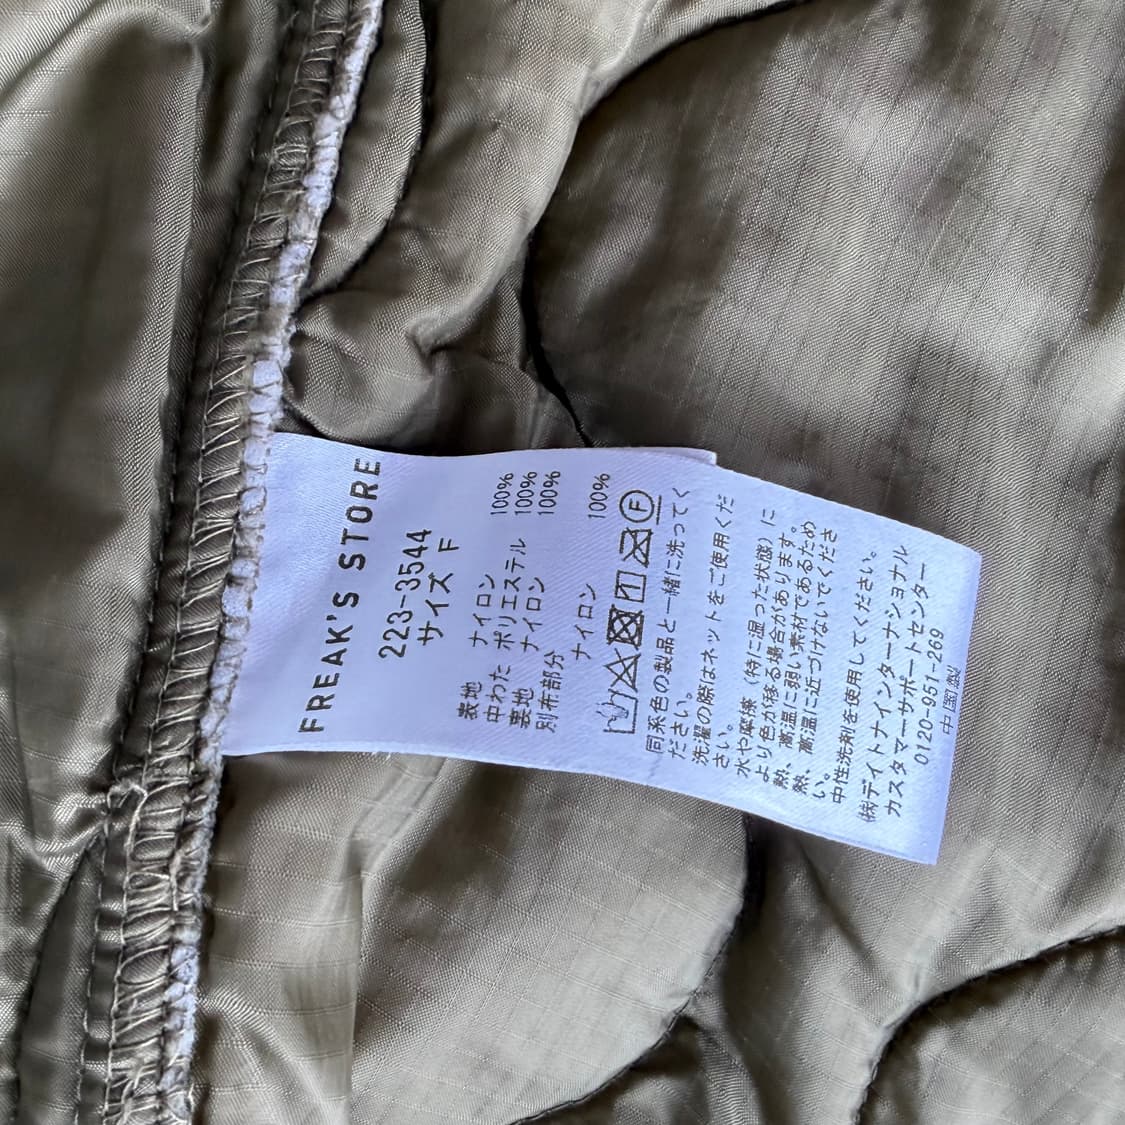 FREAK'S STORE
223-3544
サイズ F
表地 ナイロン 100%
中わた ポリエステル 100%
裏地 ナイロン 100%
別布部分
ナイロン 100%
F
同系色の製品と一緒に洗ってく
ださい。
洗濯の際はネットをご使用くだ
さい。
水や摩擦（特に湿った状態）に
より色が移る場合があります。
熱、高温に弱い素材であるため
熱、高温に近づけないでくださ
い。
中性洗剤を使用してください。
㈱デイトナインターナショナル
カスタマーサポートセンター
0120-951-269
中国製